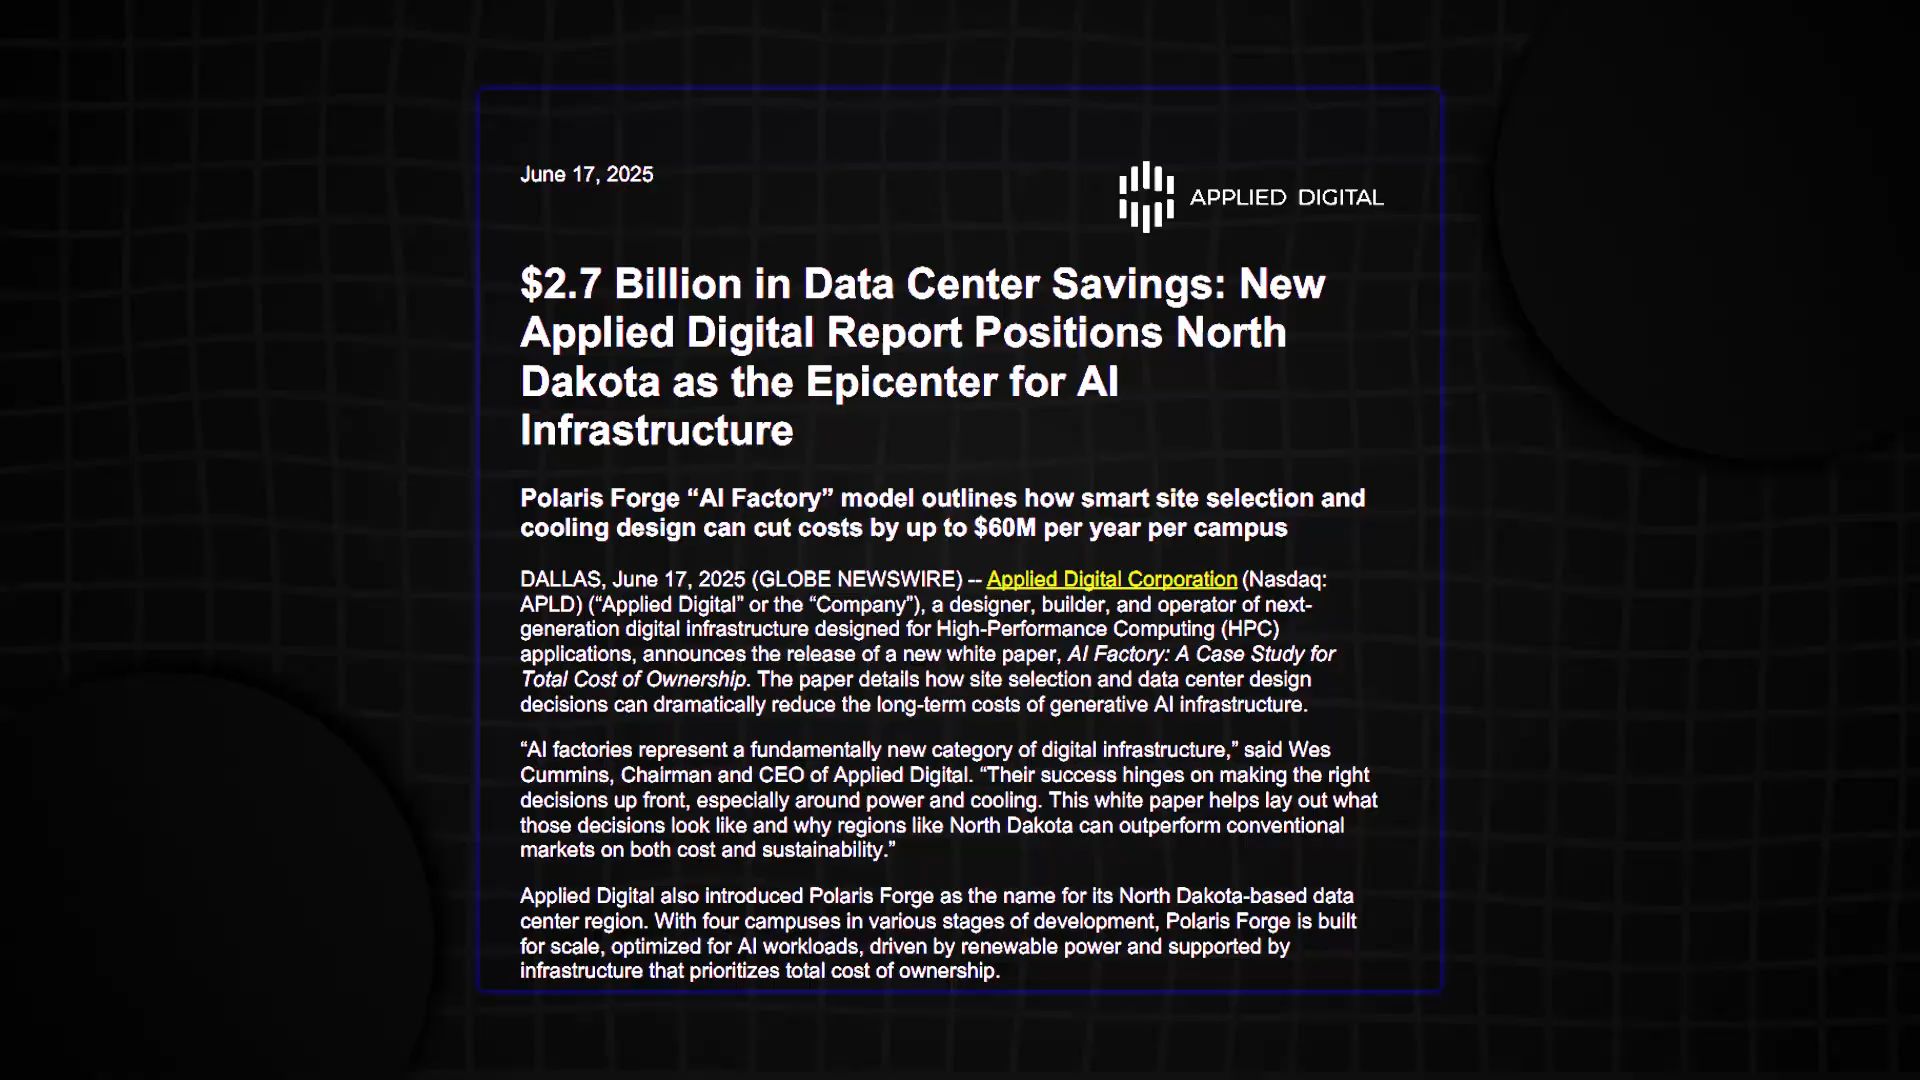 June 17, 2025
APPLIED DIGITAL
$2.7 Billion in Data Center Savings: New
Applied Digital Report Positions North
Dakota as the Epicenter for AI
Infrastructure
Polaris Forge “AI Factory” model outlines how smart site selection and
cooling design can cut costs by up to $60M per year per campus
DALLAS, June 17, 2025 (GLOBE NEWSWIRE) -- Applied Digital Corporation (Nasdaq:
APLD) (“Applied Digital” or the “Company”), a designer, builder, and operator of next-
generation digital infrastructure designed for High-Performance Computing (HPC)
applications, announces the release of a new white paper, AI Factory: A Case Study for
Total Cost of Ownership. The paper details how site selection and data center design
decisions can dramatically reduce the long-term costs of generative AI infrastructure.
“AI factories represent a fundamentally new category of digital infrastructure,” said Wes
Cummins, Chairman and CEO of Applied Digital. “Their success hinges on making the right
decisions up front, especially around power and cooling. This white paper helps lay out what
those decisions look like and why regions like North Dakota can outperform conventional
markets on both cost and sustainability.”
Applied Digital also introduced Polaris Forge as the name for its North Dakota-based data
center region. With four campuses in various stages of development, Polaris Forge is built
for scale, optimized for AI workloads, driven by renewable power and supported by
infrastructure that prioritizes total cost of ownership.